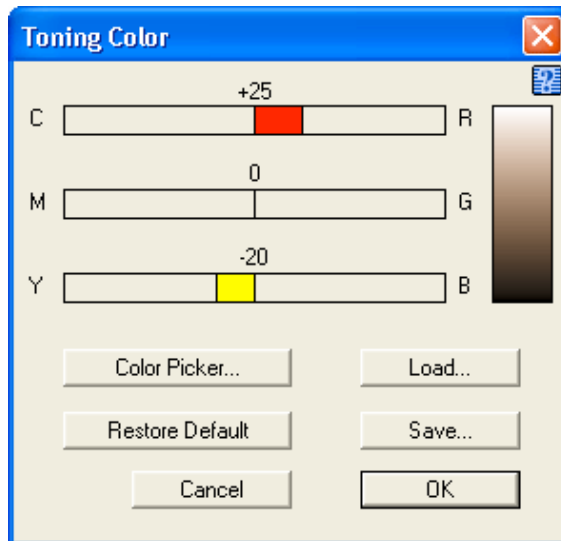 Toning Color
+25
C R
0
M G
-20
Y B
Color Picker... Load...
Restore Default Save...
Cancel OK